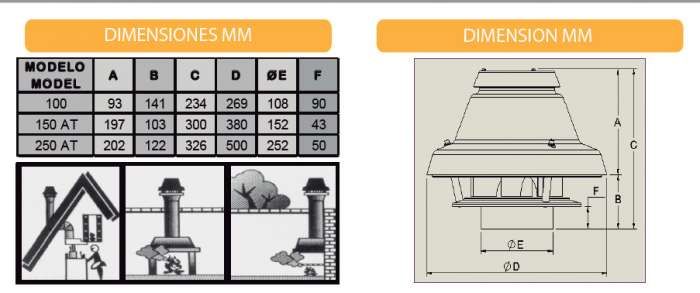 DIMENSIONES MM
DIMENSION MM
MODELO MODEL A B C D ØE F
100 93 141 234 269 108 90
150 AT 197 103 300 380 152 43
250 AT 202 122 326 500 252 50
A
C
F
B
ØE
ØD